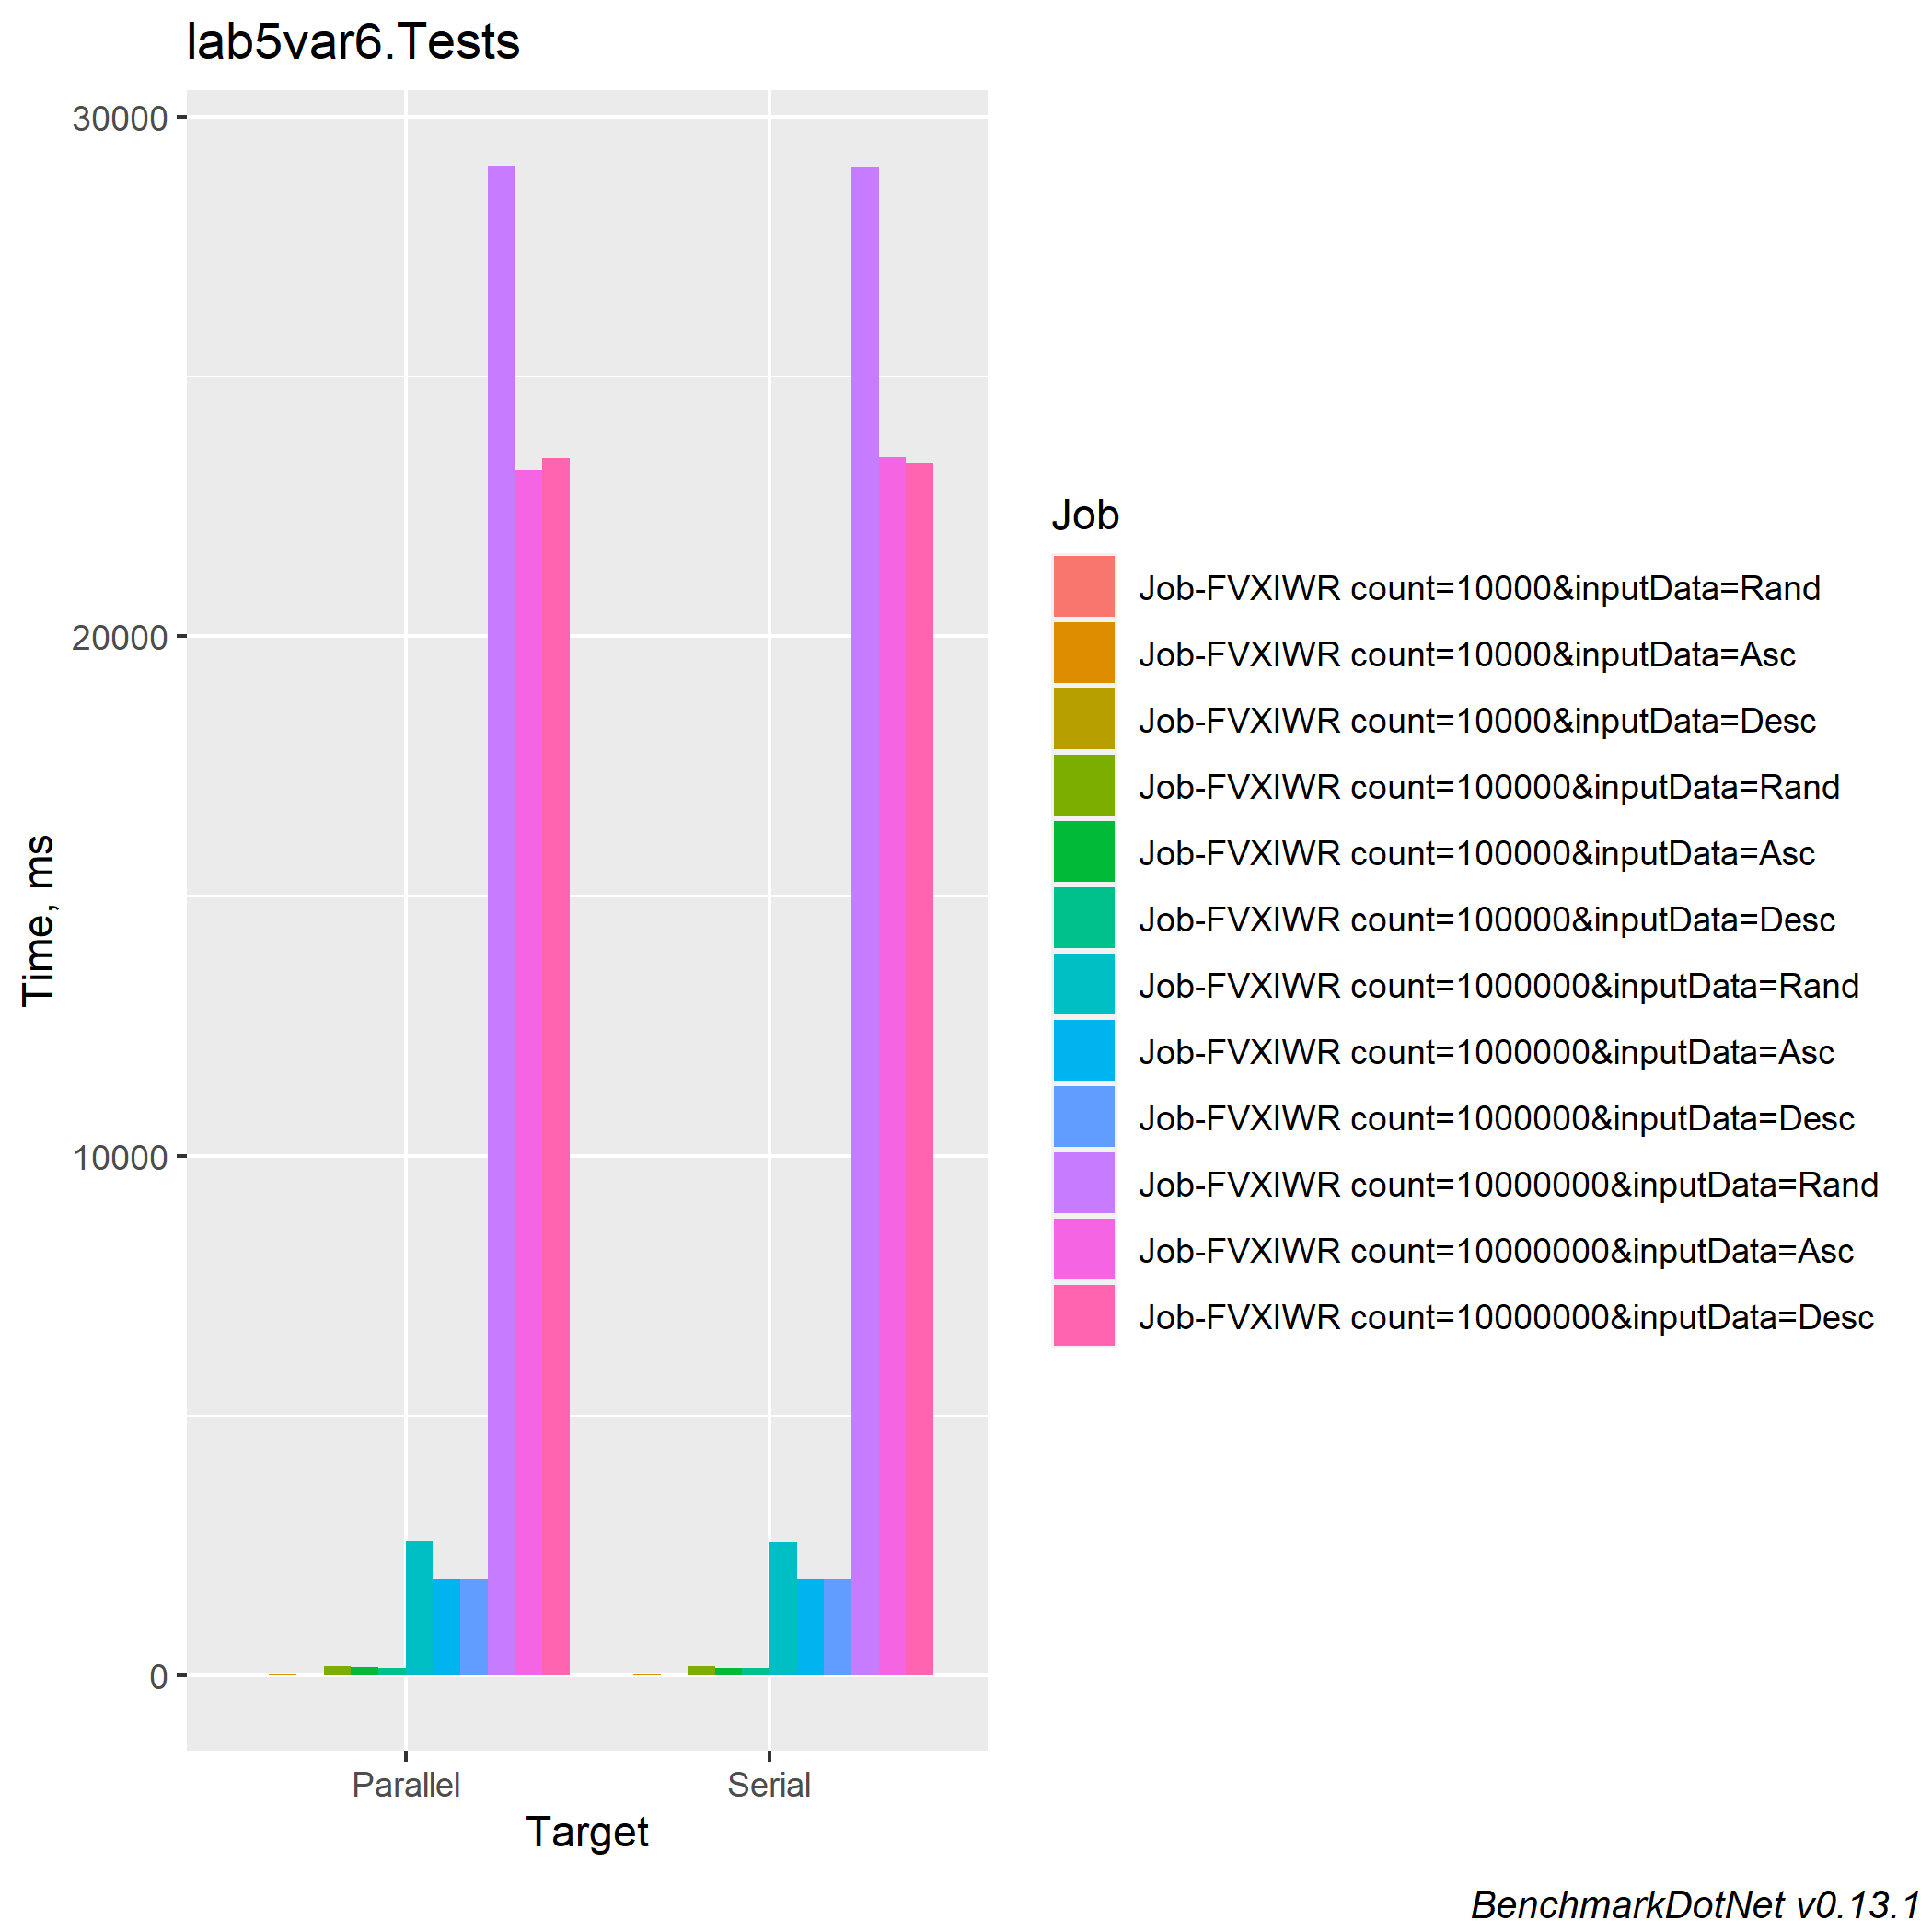 lab5var6.Tests
30000
20000
10000
0
Time, ms
Parallel
Serial
Target
Job
Job-FVXIWR count=10000&inputData=Rand
Job-FVXIWR count=10000&inputData=Asc
Job-FVXIWR count=10000&inputData=Desc
Job-FVXIWR count=100000&inputData=Rand
Job-FVXIWR count=100000&inputData=Asc
Job-FVXIWR count=100000&inputData=Desc
Job-FVXIWR count=1000000&inputData=Rand
Job-FVXIWR count=1000000&inputData=Asc
Job-FVXIWR count=1000000&inputData=Desc
Job-FVXIWR count=10000000&inputData=Rand
Job-FVXIWR count=10000000&inputData=Asc
Job-FVXIWR count=10000000&inputData=Desc
BenchmarkDotNet v0.13.1